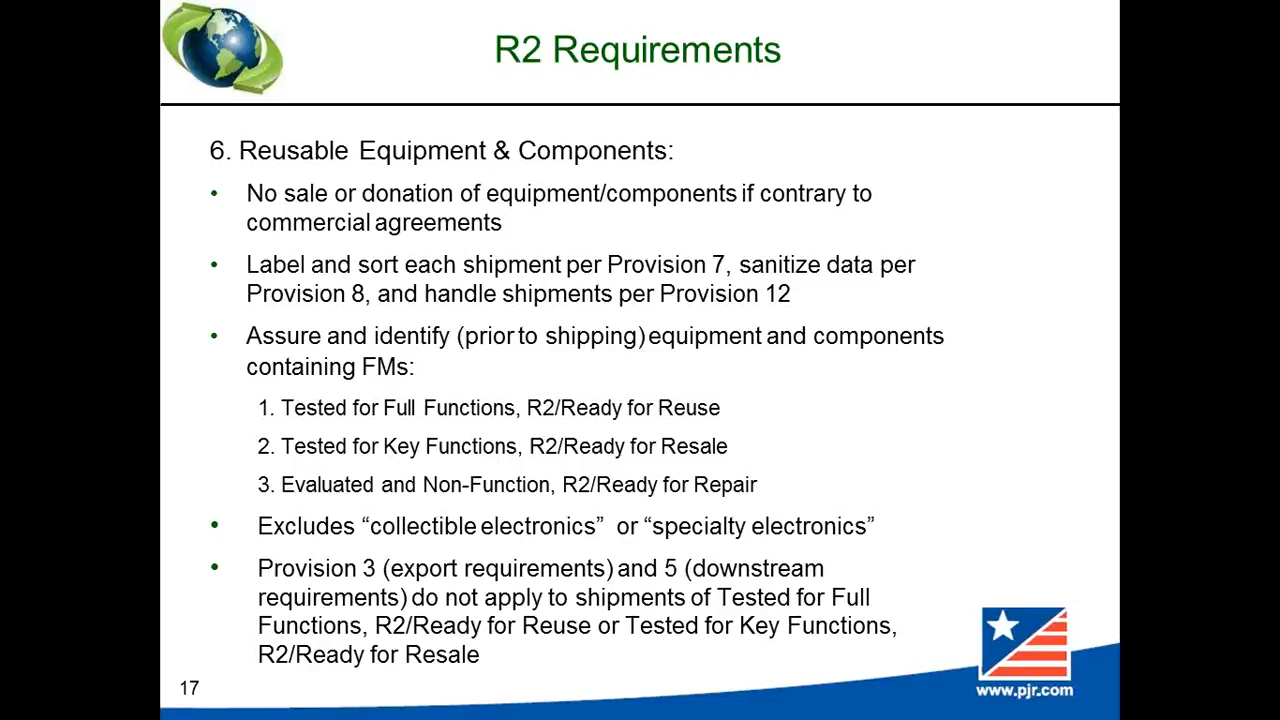 R2 Requirements
6. Reusable Equipment & Components:
• No sale or donation of equipment/components if contrary to
commercial agreements
• Label and sort each shipment per Provision 7, sanitize data per
Provision 8, and handle shipments per Provision 12
• Assure and identify (prior to shipping) equipment and components
containing FMs:
1. Tested for Full Functions, R2/Ready for Reuse
2. Tested for Key Functions, R2/Ready for Resale
3. Evaluated and Non-Function, R2/Ready for Repair
• Excludes “collectible electronics” or “specialty electronics”
• Provision 3 (export requirements) and 5 (downstream
requirements) do not apply to shipments of Tested for Full
Functions, R2/Ready for Reuse or Tested for Key Functions,
R2/Ready for Resale
17
www.pjr.com